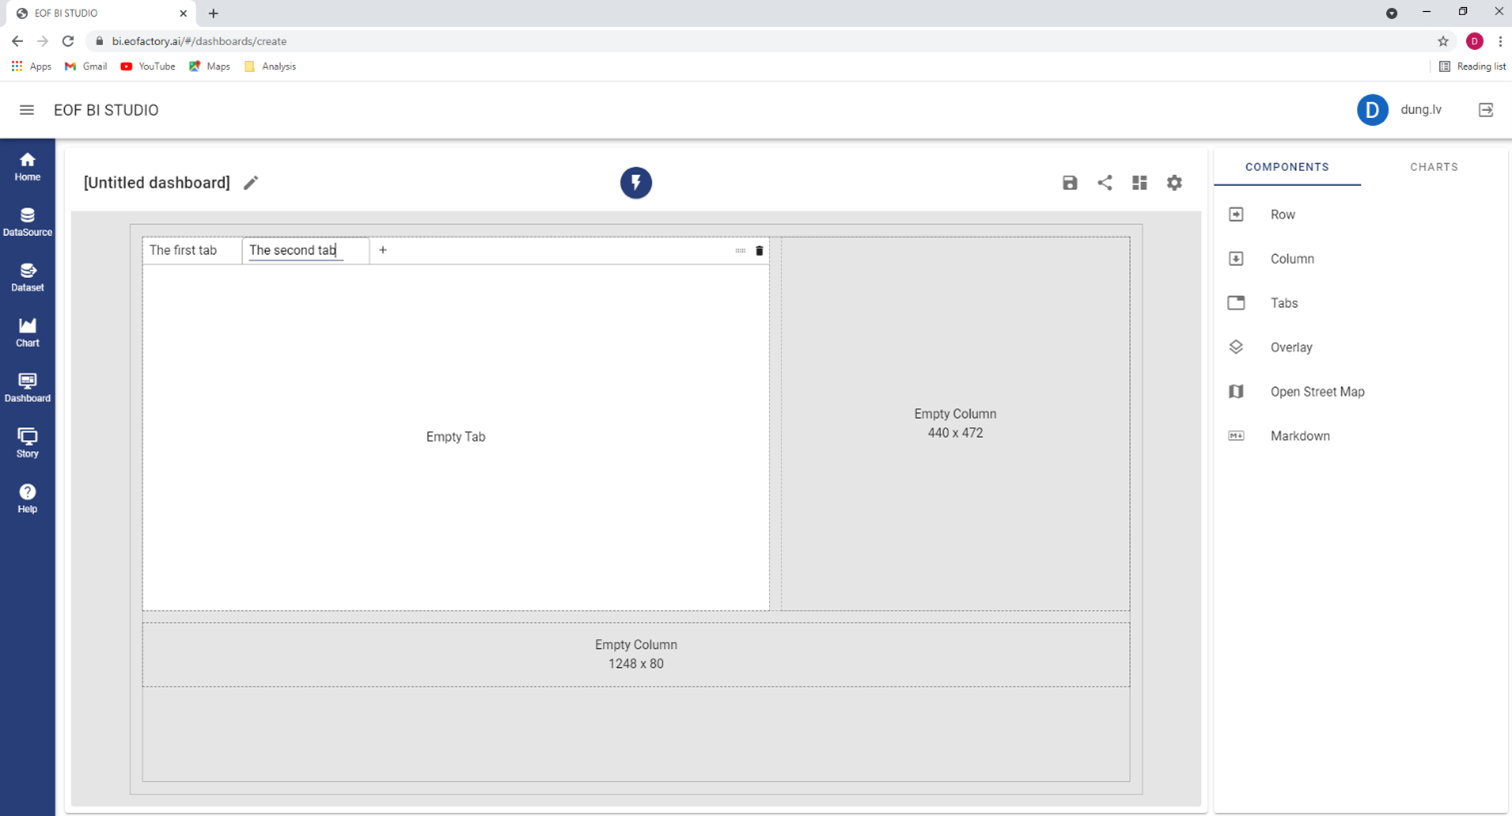 EOF BI STUDIO
bi.eofactory.ai/#/dashboards/create
D
Apps Gmail YouTube Maps Analysis
Reading list
EOF BI STUDIO
D dung.lv
Home
DataSource
Dataset
Chart
Dashboard
Story
Help
[Untitled dashboard]
The first tab The second tab +
Empty Tab
Empty Column
440 x 472
Empty Column
1248 x 80
COMPONENTS CHARTS
Row
Column
Tabs
Overlay
Open Street Map
Markdown